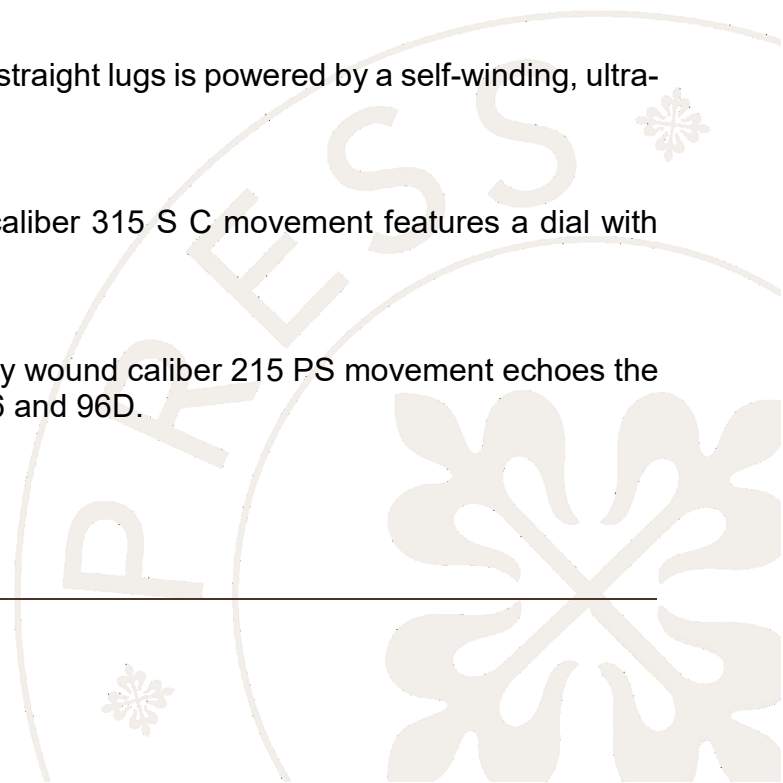 straight lugs is powered by a self-winding, ultra-
caliber 315 S C movement features a dial with
y wound caliber 215 PS movement echoes the
6 and 96D.
PRESS